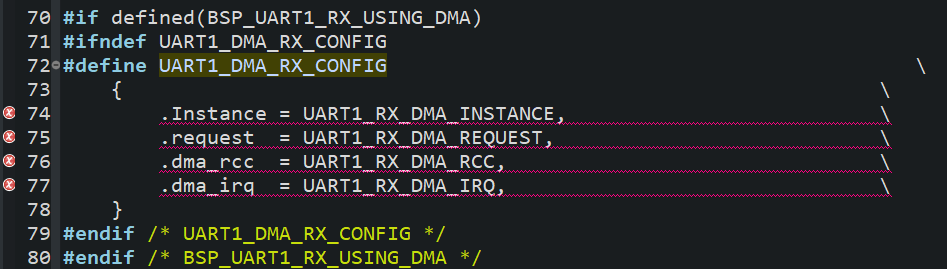 70 #if defined(BSP_UART1_RX_USING_DMA)
71 #ifndef UART1_DMA_RX_CONFIG
72 #define UART1_DMA_RX_CONFIG                                            \
73     {                                                               \
74         .Instance = UART1_RX_DMA_INSTANCE,                          \
75         .request  = UART1_RX_DMA_REQUEST,                           \
76         .dma_rcc  = UART1_RX_DMA_RCC,                               \
77         .dma_irq  = UART1_RX_DMA_IRQ,                               \
78     }
79 #endif /* UART1_DMA_RX_CONFIG */
80 #endif /* BSP_UART1_RX_USING_DMA */